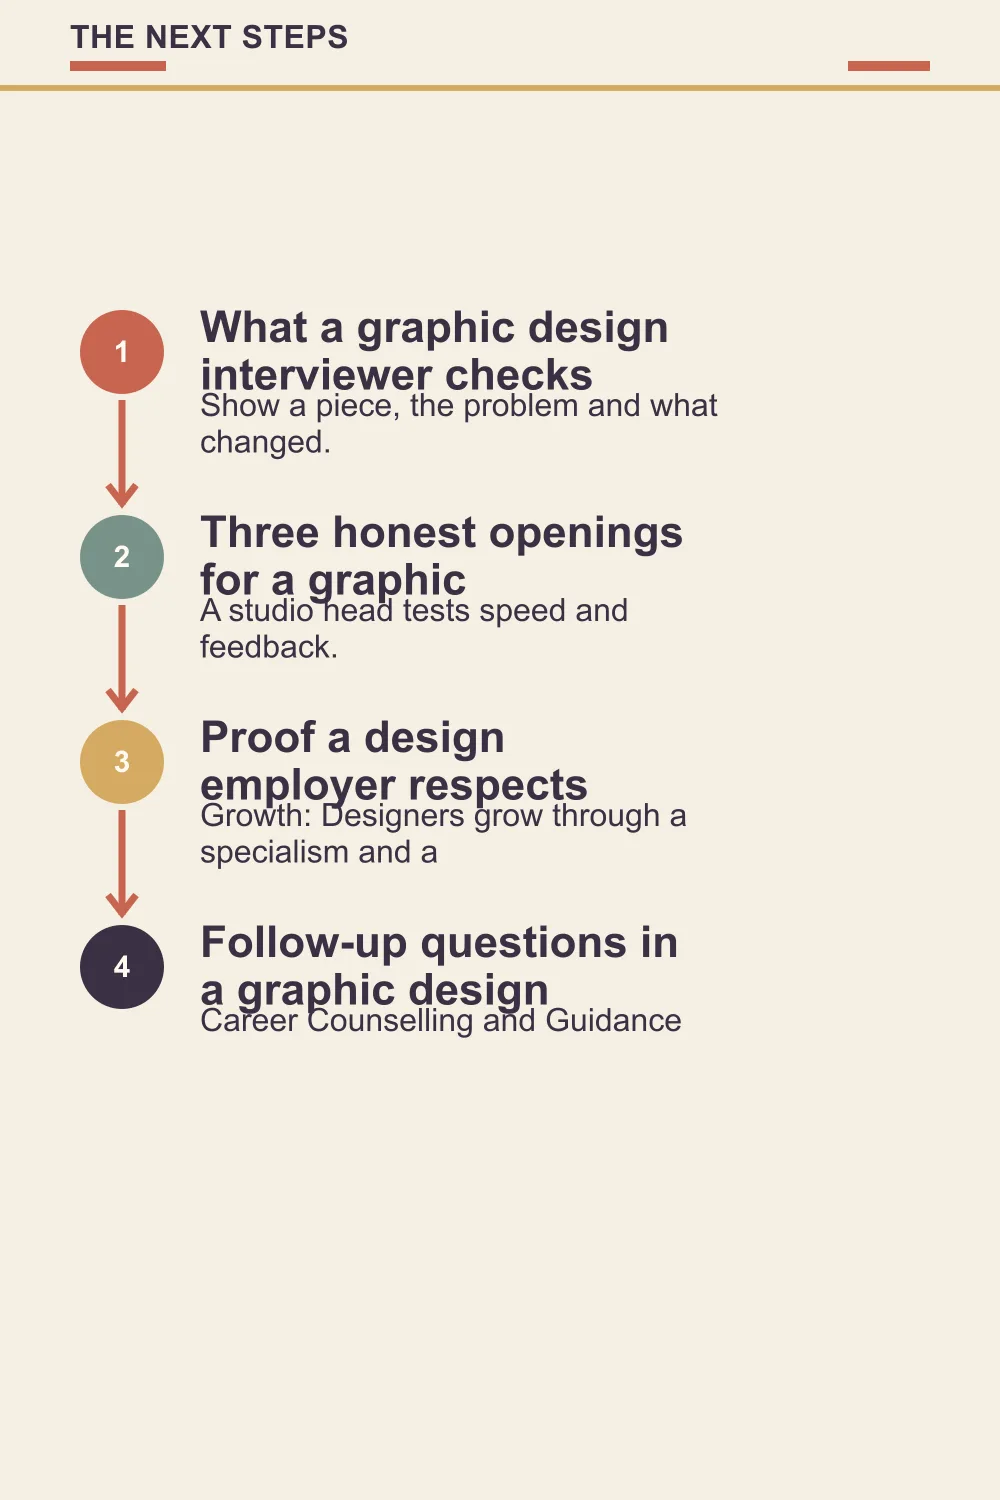 THE NEXT STEPS
1
What a graphic design
interviewer checks
Show a piece, the problem and what
changed.
2
Three honest openings
for a graphic
A studio head tests speed and
feedback.
3
Proof a design
employer respects
Growth: Designers grow through a
specialism and a
4
Follow-up questions in
a graphic design
Career Counselling and Guidance